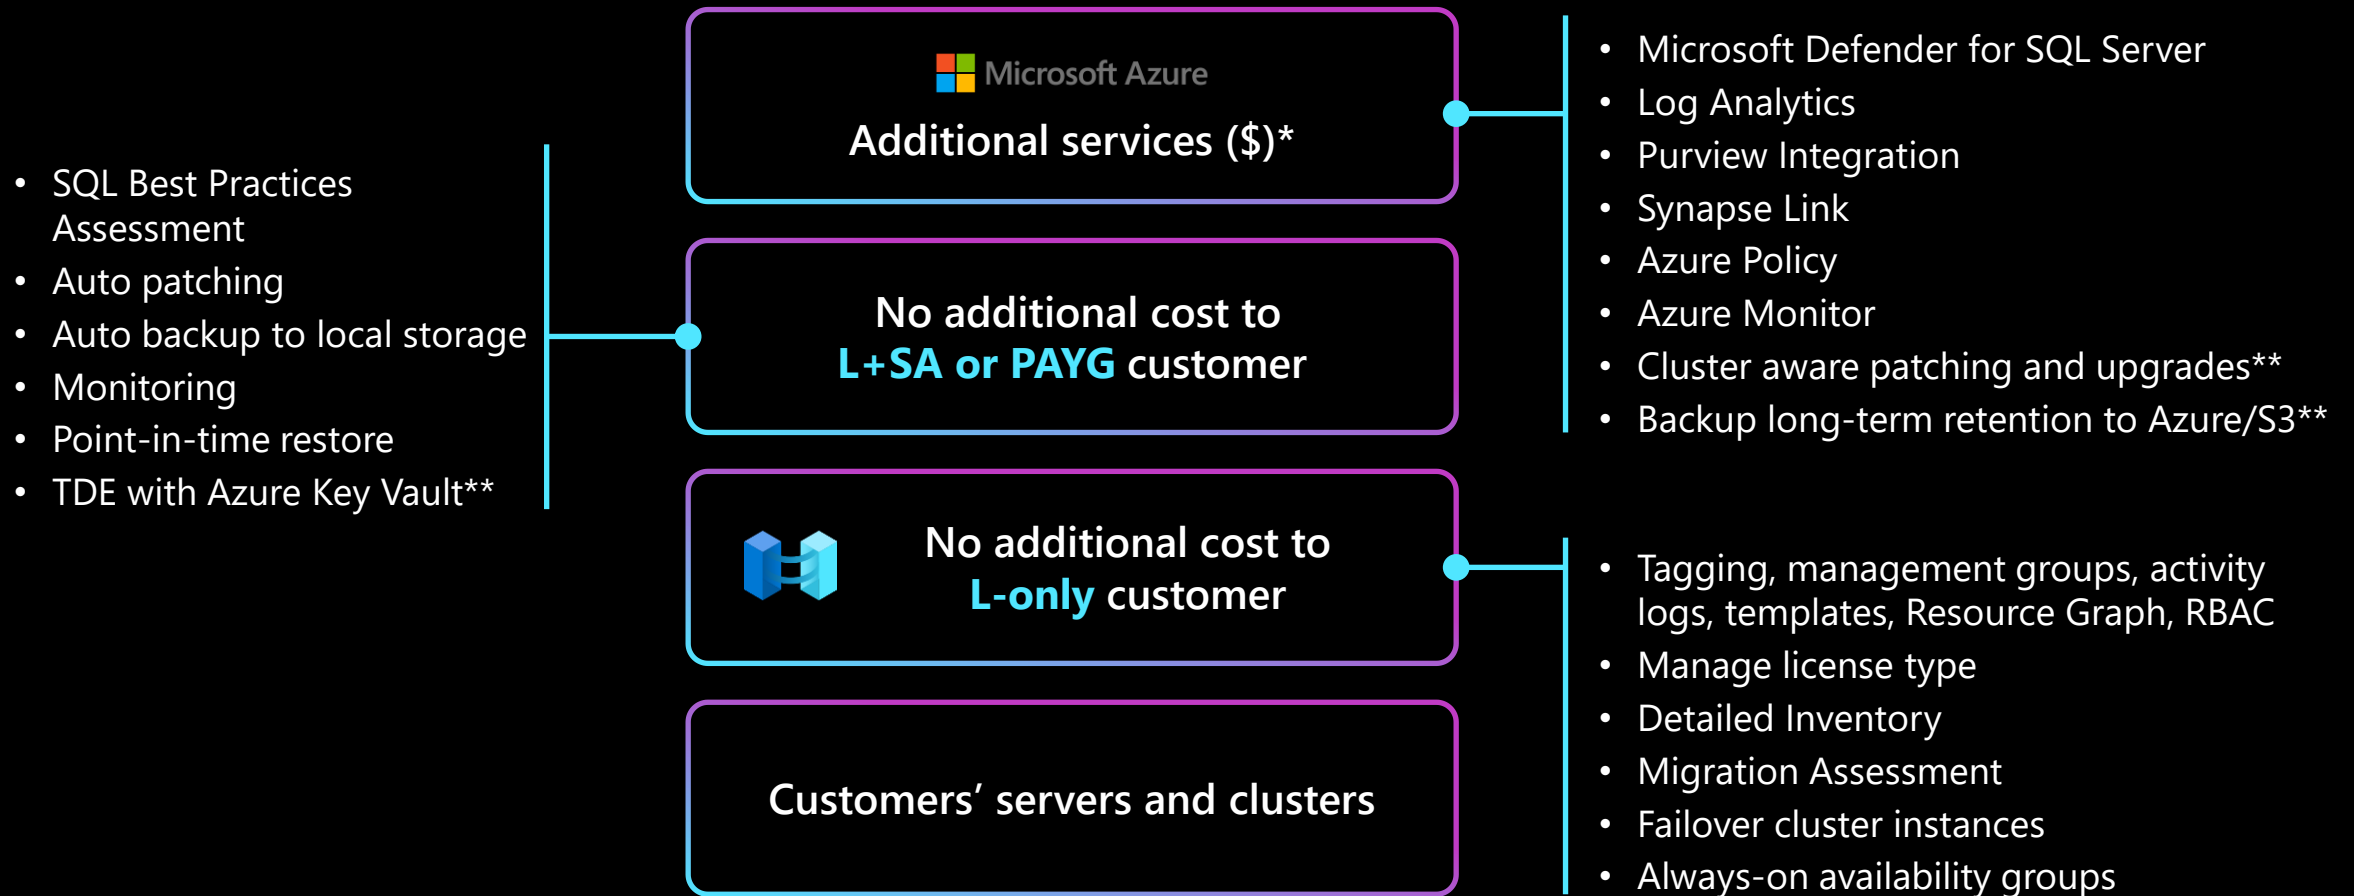 Microsoft Azure
Additional services ($)*
• Microsoft Defender for SQL Server
• Log Analytics
• Purview Integration
• Synapse Link
• Azure Policy
• Azure Monitor
• Cluster aware patching and upgrades**
• Backup long-term retention to Azure/S3**
• SQL Best Practices
Assessment
• Auto patching
• Auto backup to local storage
• Monitoring
• Point-in-time restore
• TDE with Azure Key Vault**
No additional cost to
L+SA or PAYG customer
No additional cost to
L-only customer
• Tagging, management groups, activity
logs, templates, Resource Graph, RBAC
• Manage license type
• Detailed Inventory
• Migration Assessment
• Failover cluster instances
• Always-on availability groups
Customers’ servers and clusters